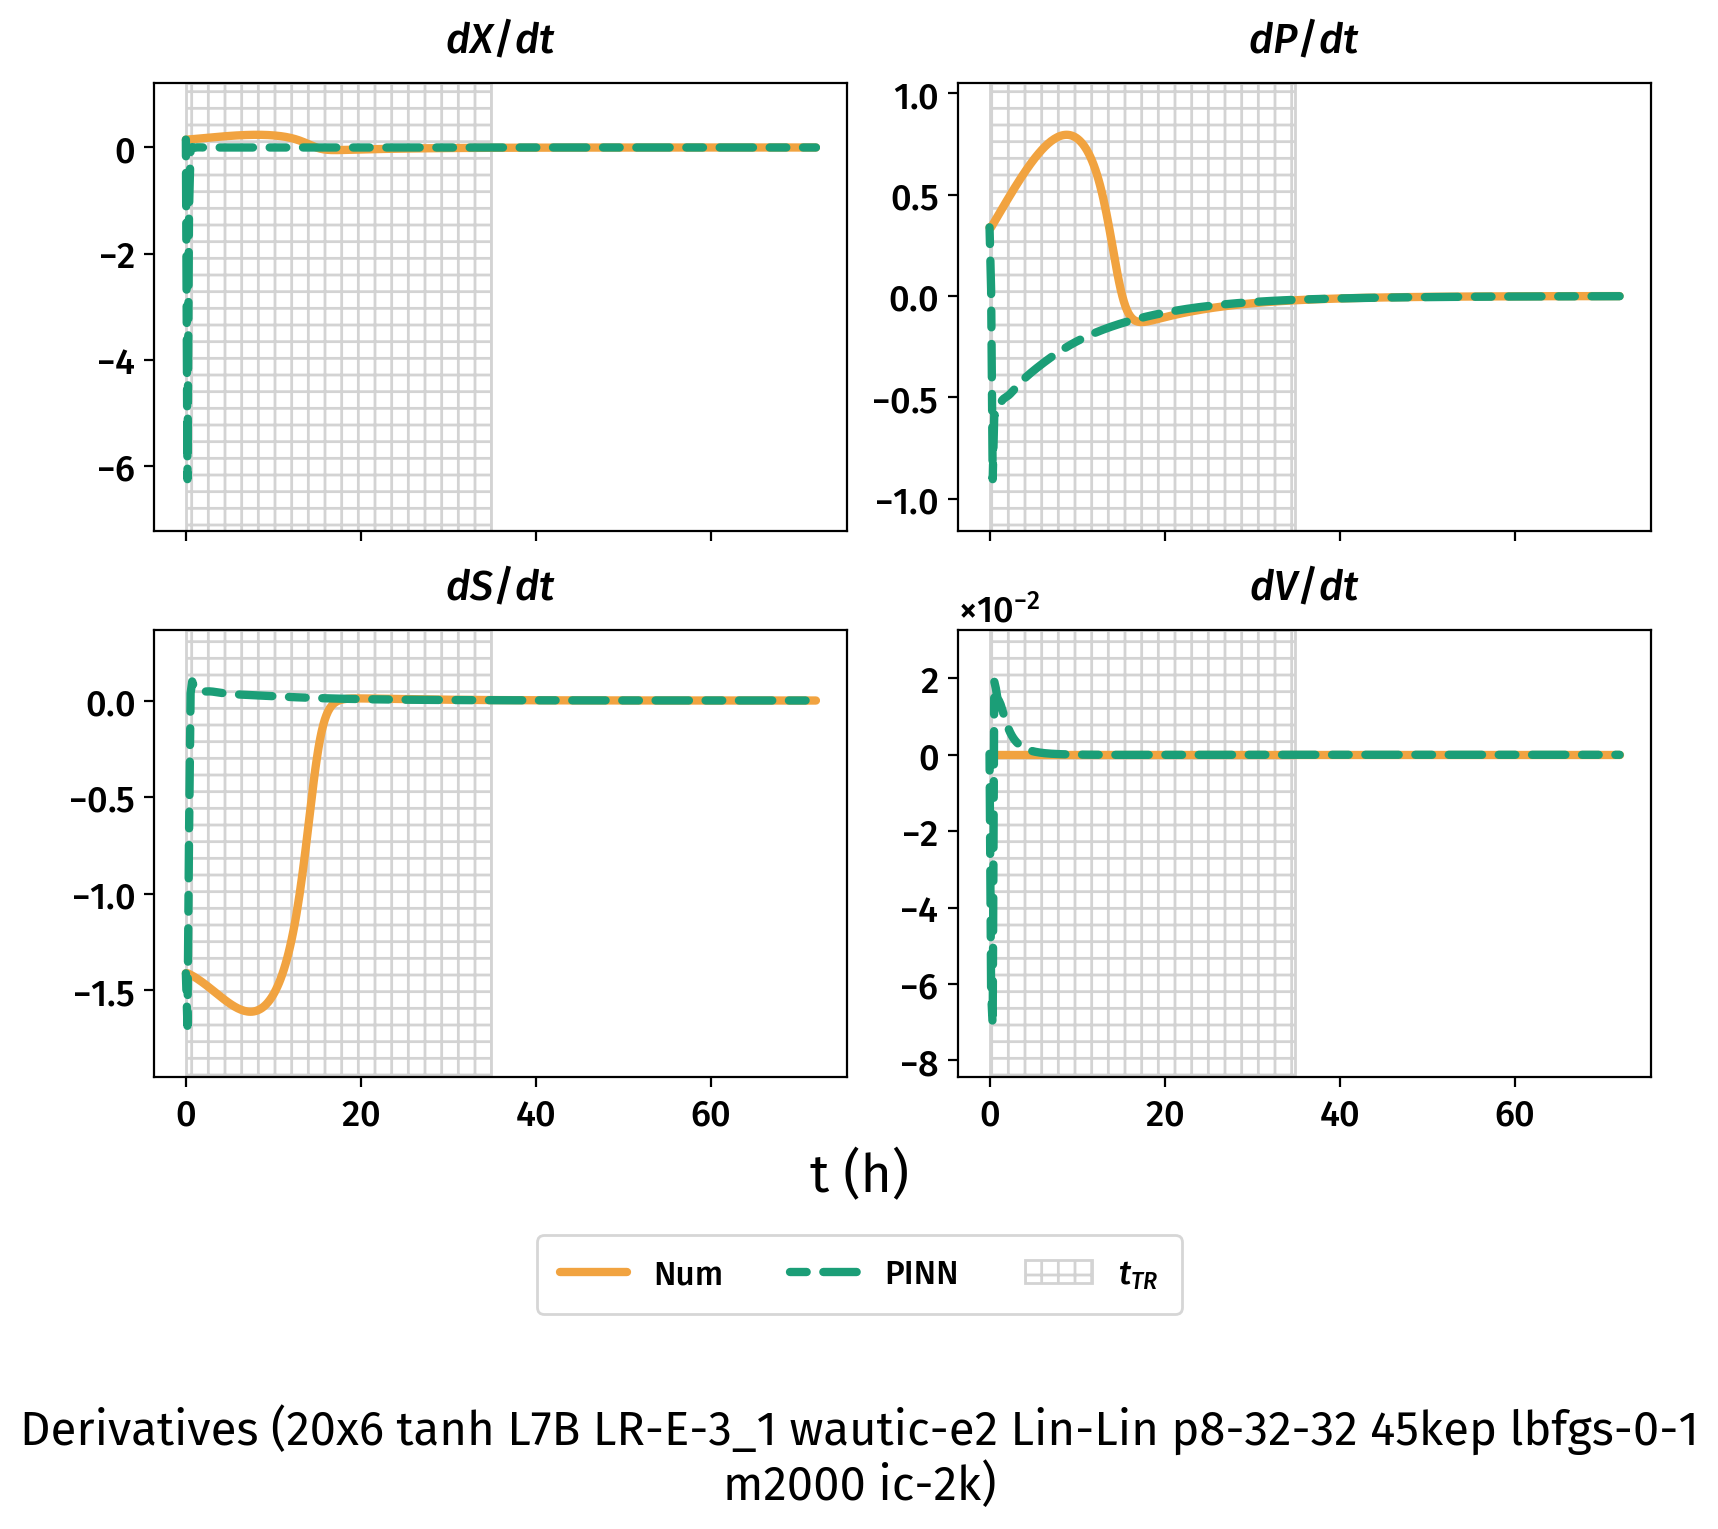 dX/dt
dP/dt
0
−2
−4
−6
1.0
0.5
0.0
−0.5
−1.0
dS/dt
dV/dt
×10⁻²
0.0
−0.5
−1.0
−1.5
2
0
−2
−4
−6
−8
0 20 40 60
0 20 40 60
t (h)
Num PINN t_TR
Derivatives (20x6 tanh L7B LR-E-3_1 wautic-e2 Lin-Lin p8-32-32 45kep lbfgs-0-1
m2000 ic-2k)